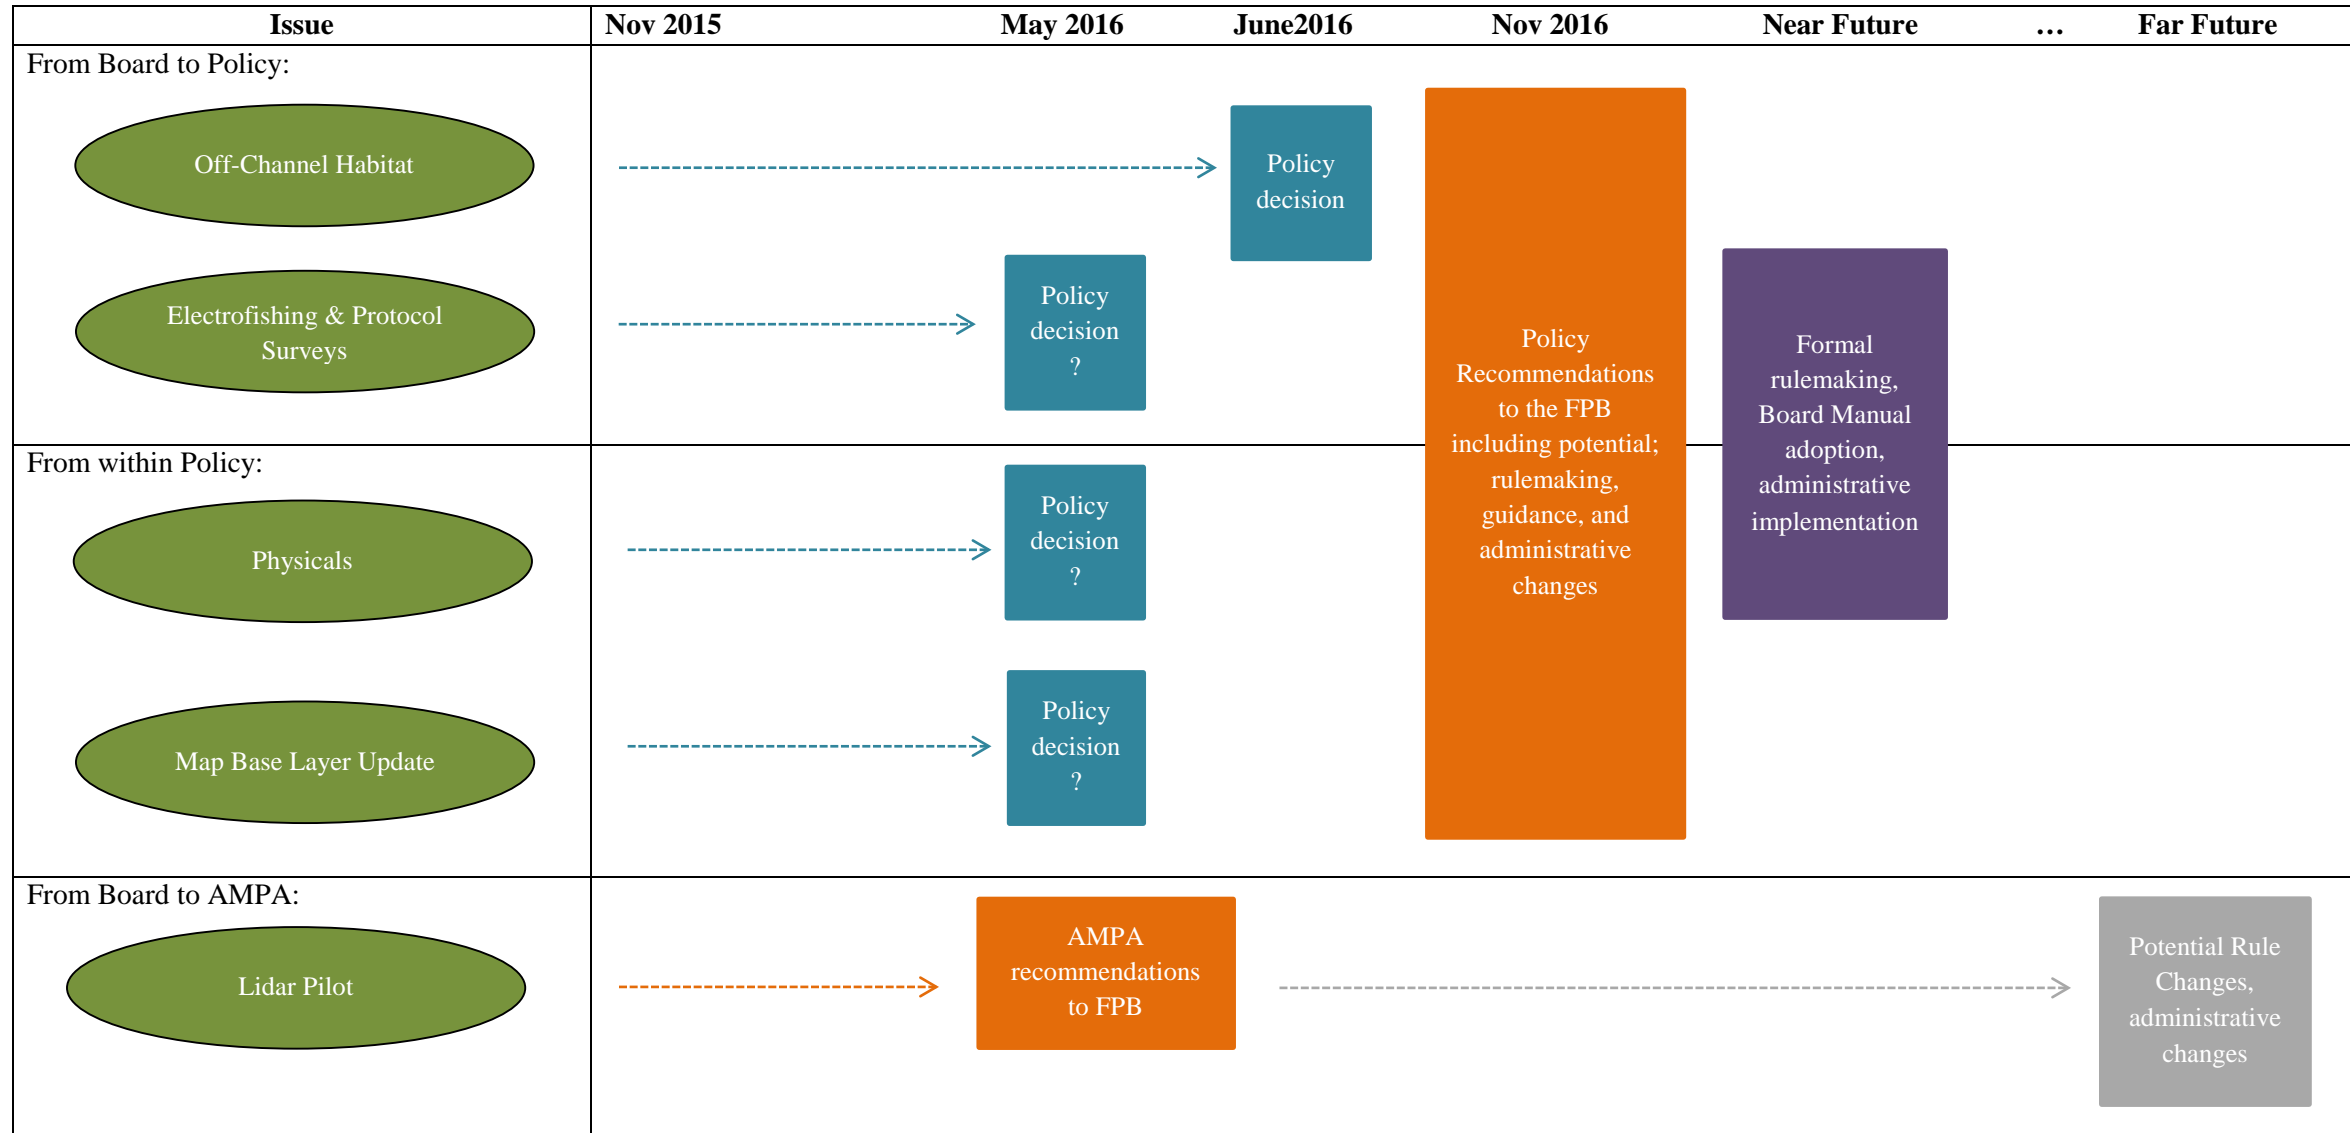 Issue
Nov 2015
May 2016
June2016
Nov 2016
Near Future
…
Far Future
From Board to Policy:
Off-Channel Habitat
Policy
decision
Electrofishing & Protocol
Surveys
Policy
decision
?
Policy
Recommendations
to the FPB
including potential;
rulemaking,
guidance, and
administrative
changes
Formal
rulemaking,
Board Manual
adoption,
administrative
implementation
From within Policy:
Physicals
Policy
decision
?
Map Base Layer Update
Policy
decision
?
From Board to AMPA:
Lidar Pilot
AMPA
recommendations
to FPB
Potential Rule
Changes,
administrative
changes